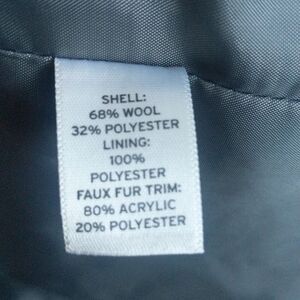 SHELL:
68% WOOL
32% POLYESTER
LINING:
100%
POLYESTER
FAUX FUR TRIM:
80% ACRYLIC
20% POLYESTER